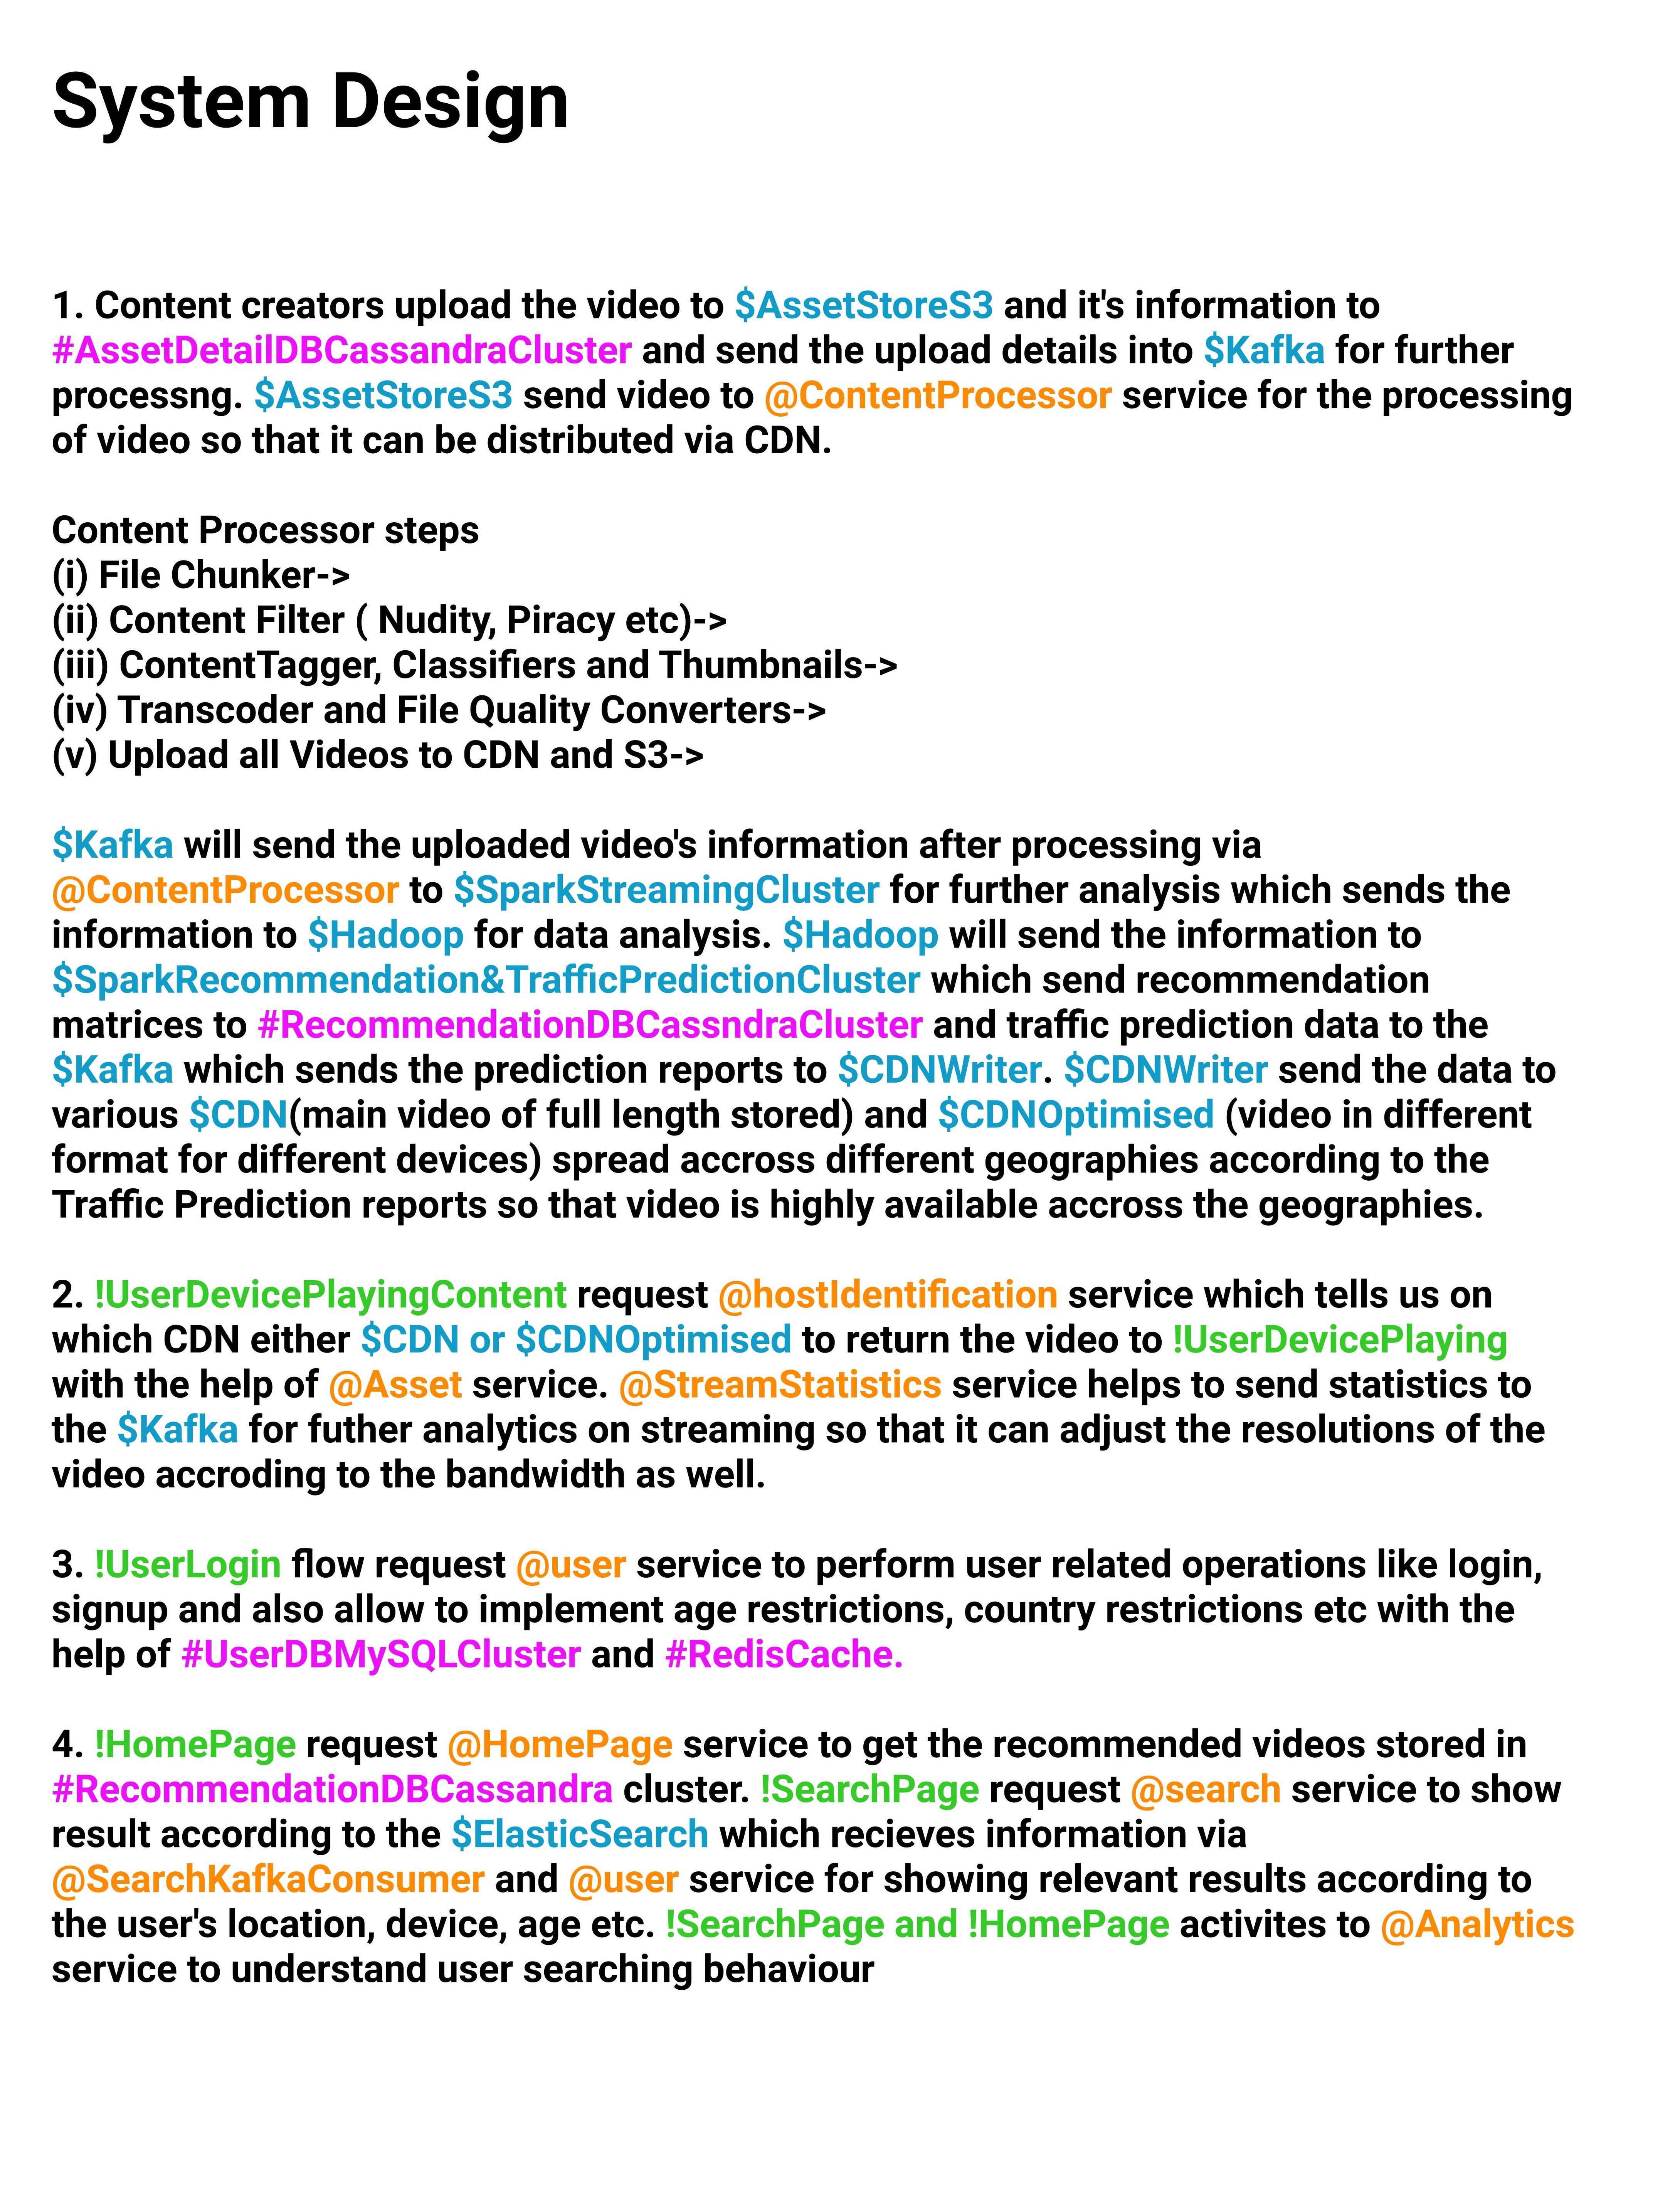 System Design
1. Content creators upload the video to $AssetStoreS3 and it's information to
#AssetDetailDBCassandraCluster and send the upload details into $Kafka for further
processng. $AssetStoreS3 send video to @ContentProcessor service for the processing
of video so that it can be distributed via CDN.
Content Processor steps
(i) File Chunker->
(ii) Content Filter ( Nudity, Piracy etc)->
(iii) ContentTagger, Classifiers and Thumbnails->
(iv) Transcoder and File Quality Converters->
(v) Upload all Videos to CDN and S3->
$Kafka will send the uploaded video's information after processing via
@ContentProcessor to $SparkStreamingCluster for further analysis which sends the
information to $Hadoop for data analysis. $Hadoop will send the information to
$SparkRecommendation&TrafficPredictionCluster which send recommendation
matrices to #RecommendationDBCassndraCluster and traffic prediction data to the
$Kafka which sends the prediction reports to $CDNWriter. $CDNWriter send the data to
various $CDN(main video of full length stored) and $CDNOptimised (video in different
format for different devices) spread accross different geographies according to the
Traffic Prediction reports so that video is highly available accross the geographies.
2. !UserDevicePlayingContent request @hostIdentification service which tells us on
which CDN either $CDN or $CDNOptimised to return the video to !UserDevicePlaying
with the help of @Asset service. @StreamStatistics service helps to send statistics to
the $Kafka for futher analytics on streaming so that it can adjust the resolutions of the
video accroding to the bandwidth as well.
3. !UserLogin flow request @user service to perform user related operations like login,
signup and also allow to implement age restrictions, country restrictions etc with the
help of #UserDBMySQLCluster and #RedisCache.
4. !HomePage request @HomePage service to get the recommended videos stored in
#RecommendationDBCassandra cluster. !SearchPage request @search service to show
result according to the $ElasticSearch which recieves information via
@SearchKafkaConsumer and @user service for showing relevant results according to
the user's location, device, age etc. !SearchPage and !HomePage activites to @Analytics
service to understand user searching behaviour